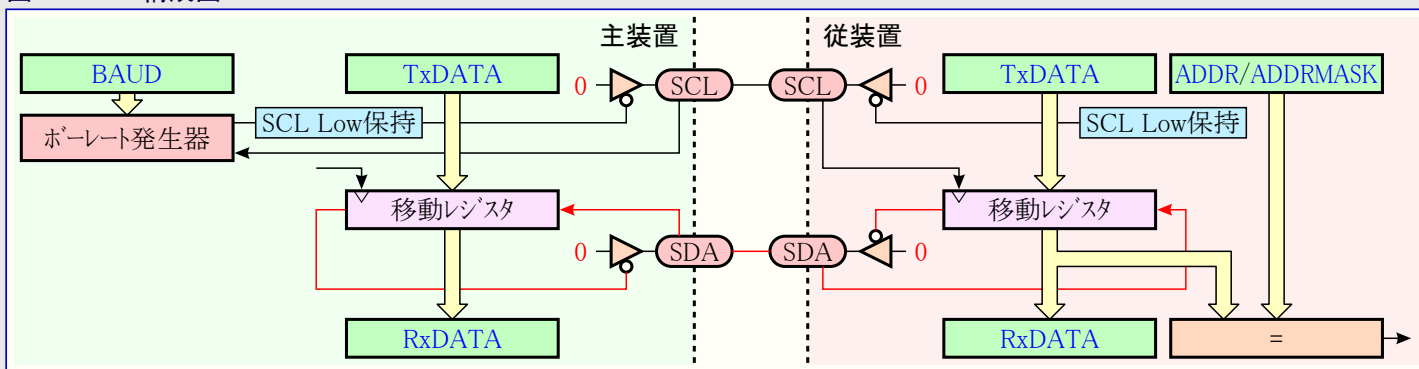 主装置 従装置
BAUD TxDATA 0 SCL SCL 0 TxDATA ADDR/ADDRMASK
ボーレート発生器 SCL Low保持 SCL Low保持
移動レジスタ 移動レジスタ
0 SDA SDA 0
RxDATA RxDATA =